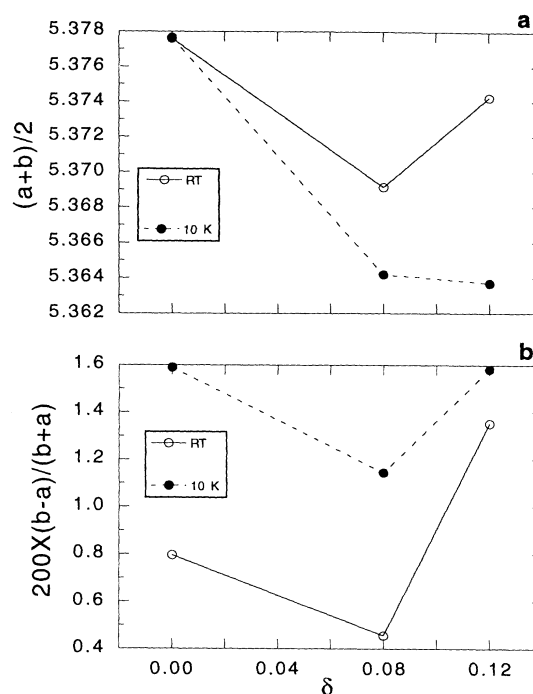 a
5.378
5.376
5.374
5.372
5.370
5.368
5.366
5.364
5.362
(a+b)/2
RT
10 K
b
1.6
1.4
1.2
1.0
0.8
0.6
0.4
200X(b-a)/(b+a)
RT
10 K
0.00 0.04 0.08 0.12
δ